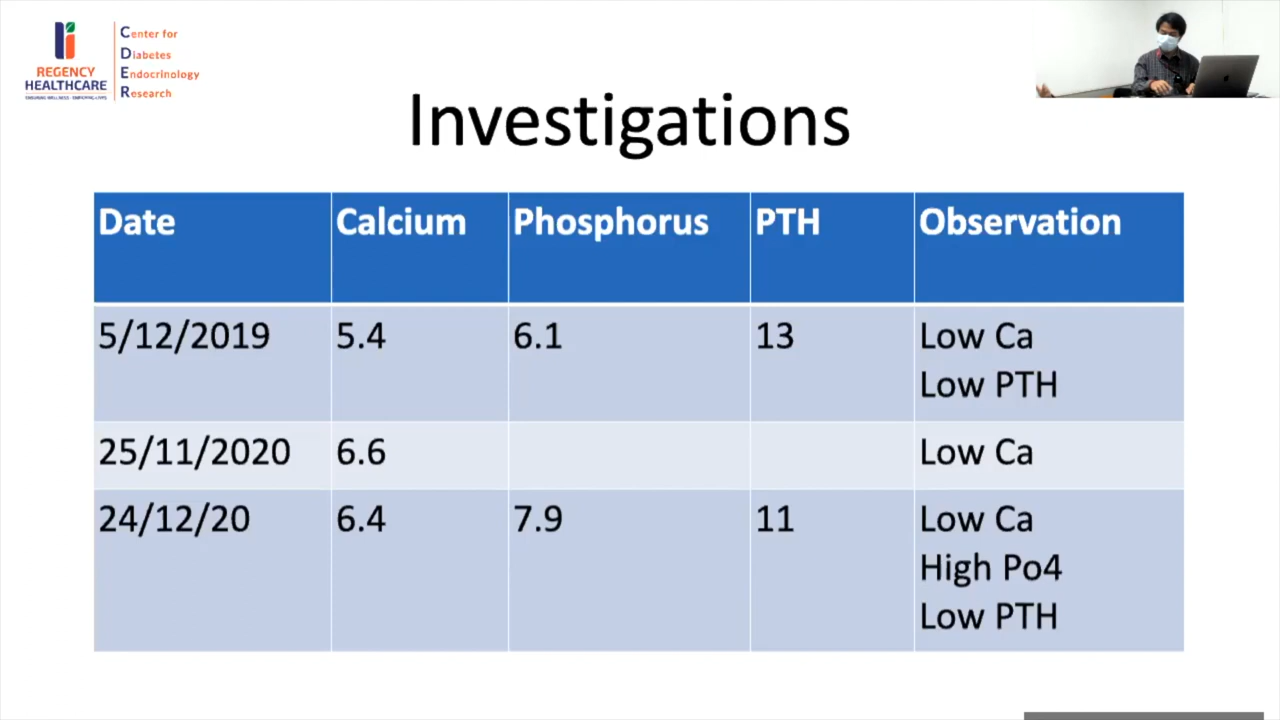 REGENCY
HEALTHCARE
Center for
Diabetes
Endocrinology
Research
Investigations
Date Calcium Phosphorus PTH Observation
5/12/2019 5.4 6.1 13 Low Ca
Low PTH
25/11/2020 6.6 Low Ca
24/12/20 6.4 7.9 11 Low Ca
High Po4
Low PTH